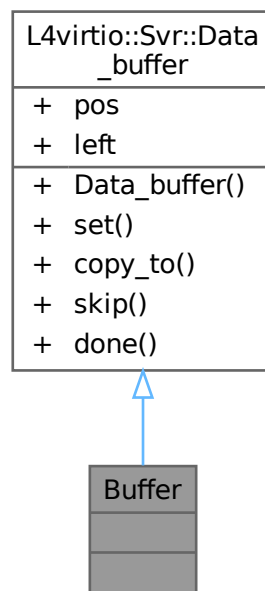 L4virtio::Svr::Data
_buffer
+ pos
+ left
+ Data_buffer()
+ set()
+ copy_to()
+ skip()
+ done()
Buffer